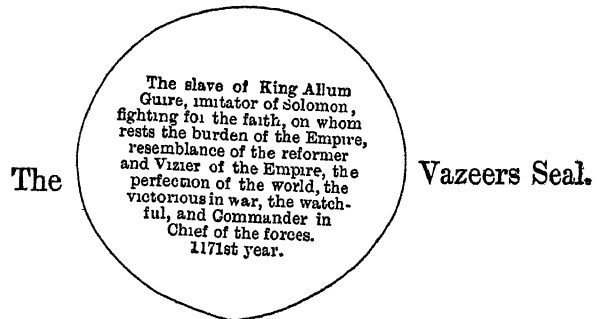 The slave of King Allum
Guire, imitator of Solomon,
fighting for the faith, on whom
rests the burden of the Empire,
resemblance of the reformer
and Vizier of the Empire, the
perfection of the world, the
victorious in war, the watch-
ful, and Commander in
Chief of the forces.
1171st year.
The Vazeers Seal.